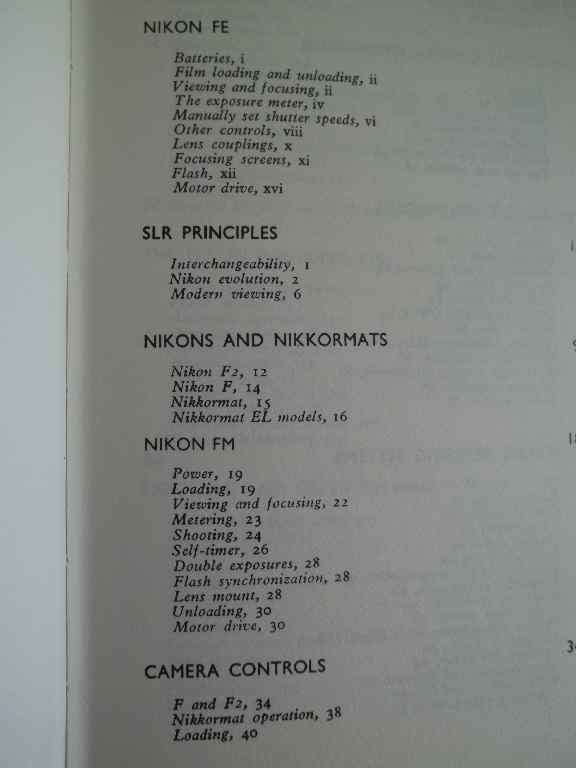 NIKON FE
Batteries, i
Film loading and unloading, ii
Viewing and focusing, ii
The exposure meter, iv
Manually set shutter speeds, vi
Other controls, viii
Lens couplings, x
Focusing screens, xi
Flash, xii
Motor drive, xvi
SLR PRINCIPLES
Interchangeability, 1
Nikon evolution, 2
Modern viewing, 6
NIKONS AND NIKKORMATS
Nikon F2, 12
Nikon F, 14
Nikkormat, 15
Nikkormat EL models, 16
NIKON FM
Power, 19
Loading, 19
Viewing and focusing, 22
Metering, 23
Shooting, 24
Self-timer, 26
Double exposures, 28
Flash synchronization, 28
Lens mount, 28
Unloading, 30
Motor drive, 30
CAMERA CONTROLS
F and F2, 34
Nikkormat operation, 38
Loading, 40